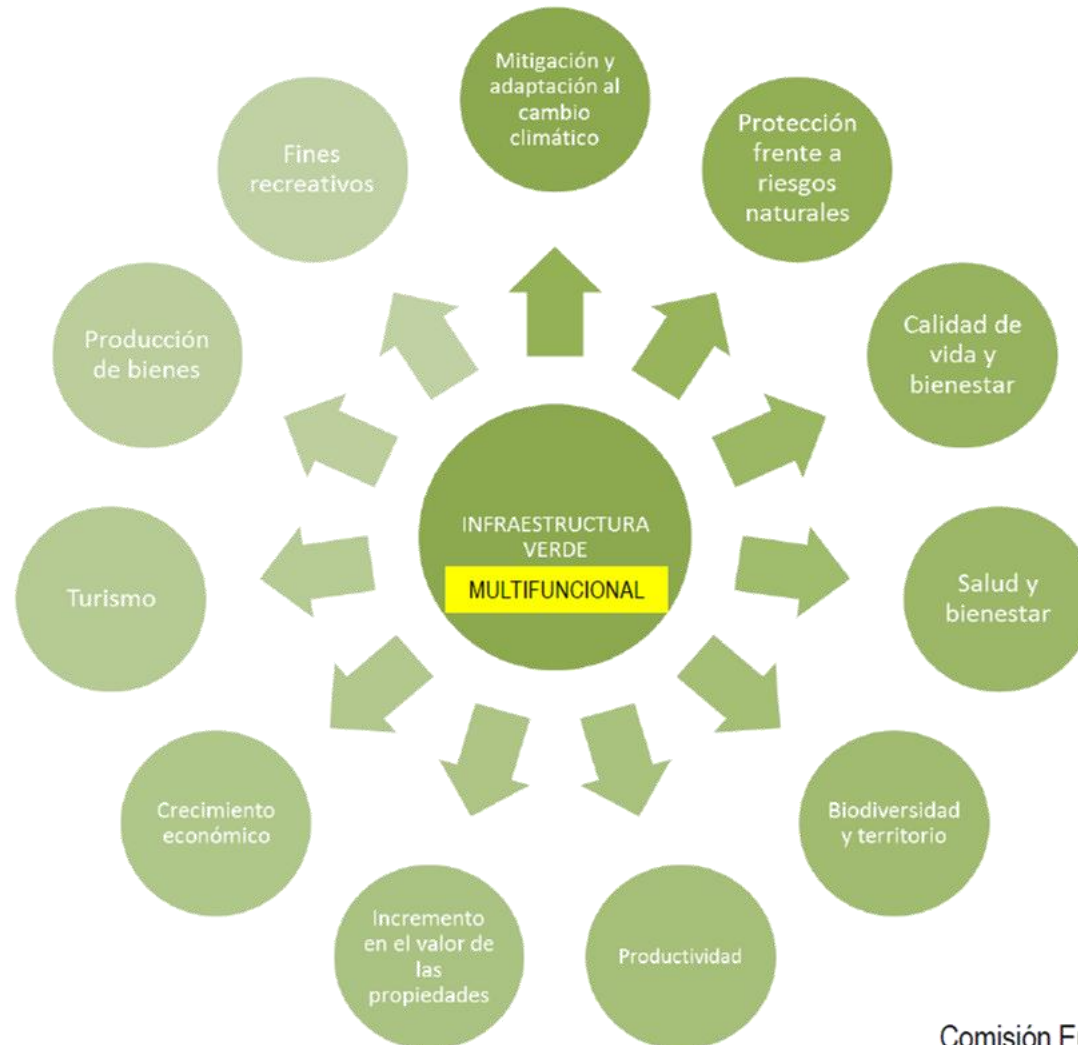 Mitigación y
adaptación al
cambio
climático
Protección
frente a
riesgos
naturales
Calidad de
vida y
bienestar
Salud y
bienestar
Biodiversidad
y territorio
Productividad
Incremento
en el valor de
las
propiedades
Crecimiento
económico
Turismo
Producción
de bienes
Fines
recreativos
INFRAESTRUCTURA
VERDE
MULTIFUNCIONAL
Comisión